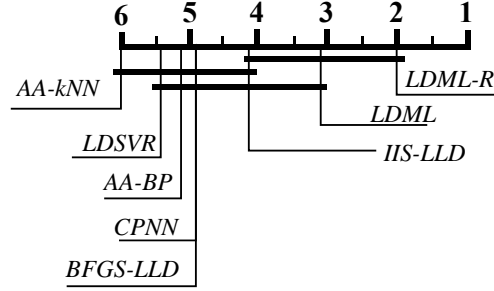 6 5 4 3 2 1
AA-kNN
LDML-R
LDML
LDSVR
IIS-LLD
AA-BP
CPNN
BFGS-LLD